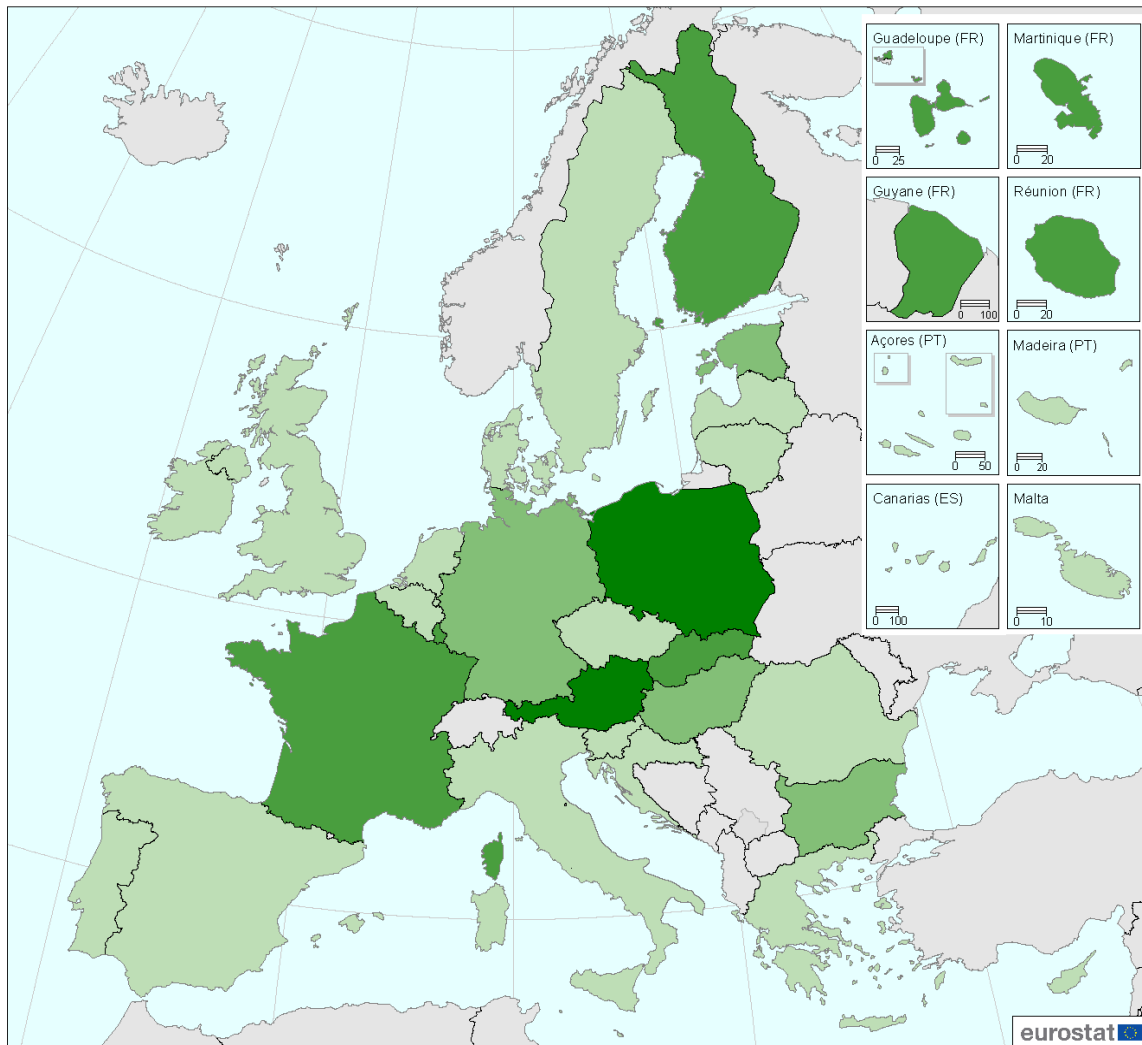 Guadeloupe (FR)
0 25
Martinique (FR)
0 20
Guyane (FR)
0 100
Réunion (FR)
0 20
Açores (PT)
0 50
Madeira (PT)
0 20
Canarias (ES)
0 100
Malta
0 10
eurostat